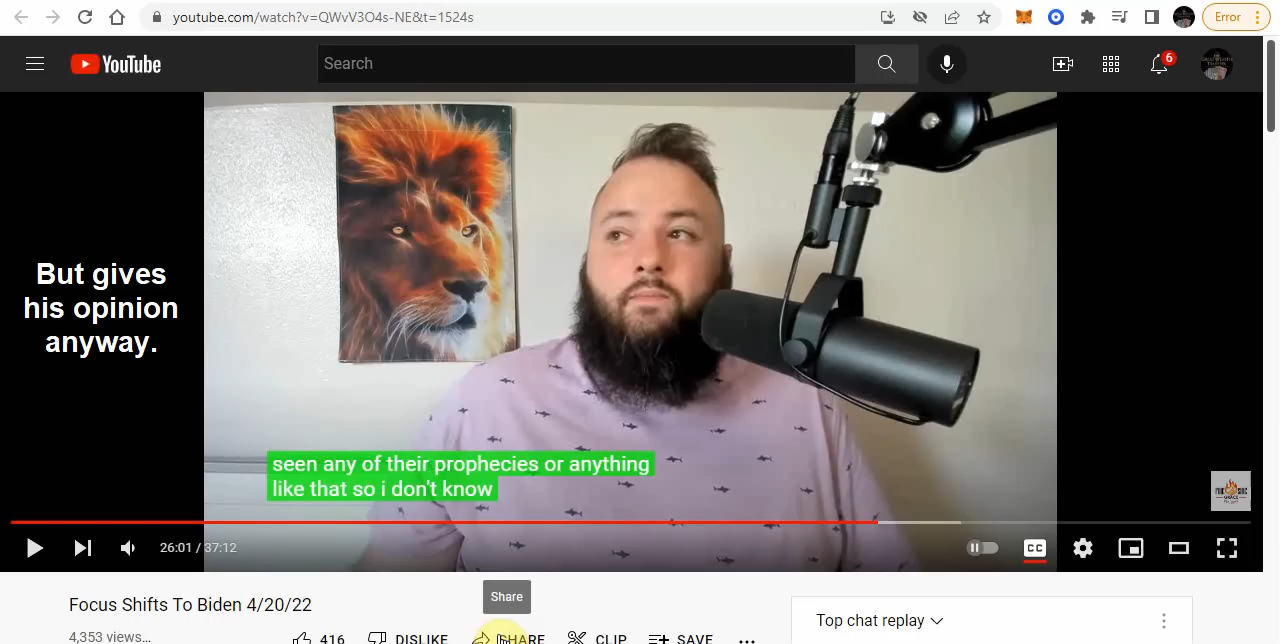 youtube.com/watch?v=QWvV3O4s-NE&t=1524s
Error
YouTube
Search
6
But gives
his opinion
anyway.
seen any of their prophecies or anything
like that so i don't know
26:01 / 37:12
CC
Share
Focus Shifts To Biden 4/20/22
4,353 views...
416
DISLIKE
SHARE
CLIP
SAVE
Top chat replay